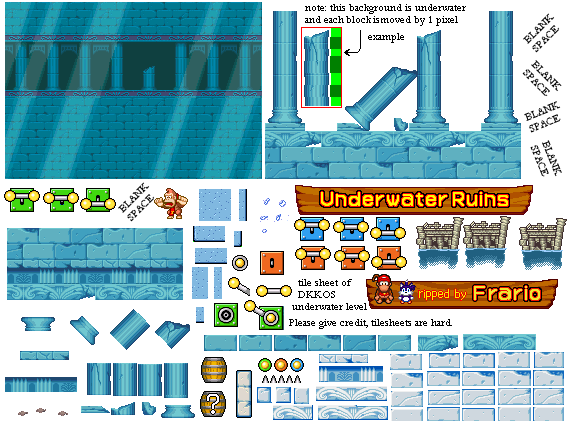 note: this background is underwater
and each block is moved by 1 pixel
example
BLANK
SPACE
BLANK
SPACE
BLANK
SPACE
BLANK
SPACE
BLANK
SPACE
Underwater Ruins
tile sheet of
DKKOS
underwater level
ripped by Frario
Please give credit, tilesheets are hard
?